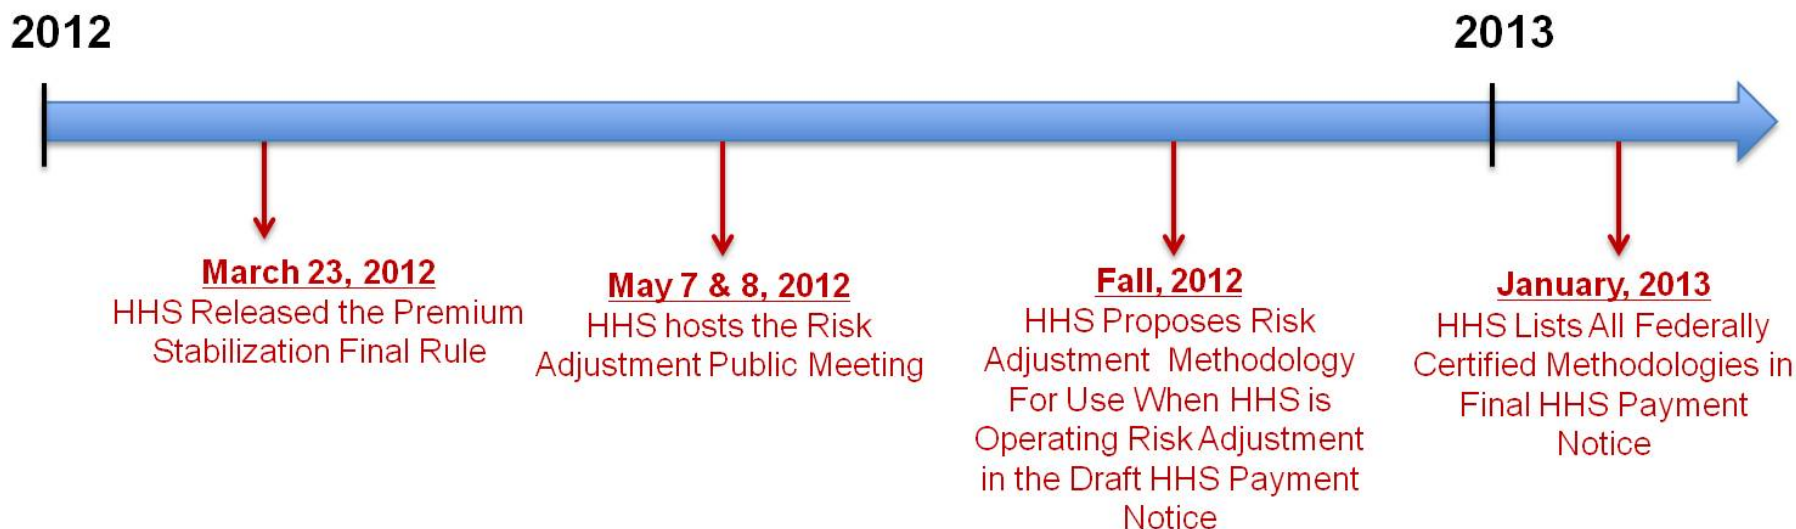 2012
2013
March 23, 2012
HHS Released the Premium
Stabilization Final Rule
May 7 & 8, 2012
HHS hosts the Risk
Adjustment Public Meeting
Fall, 2012
HHS Proposes Risk
Adjustment Methodology
For Use When HHS is
Operating Risk Adjustment
in the Draft HHS Payment
Notice
January, 2013
HHS Lists All Federally
Certified Methodologies in
Final HHS Payment
Notice